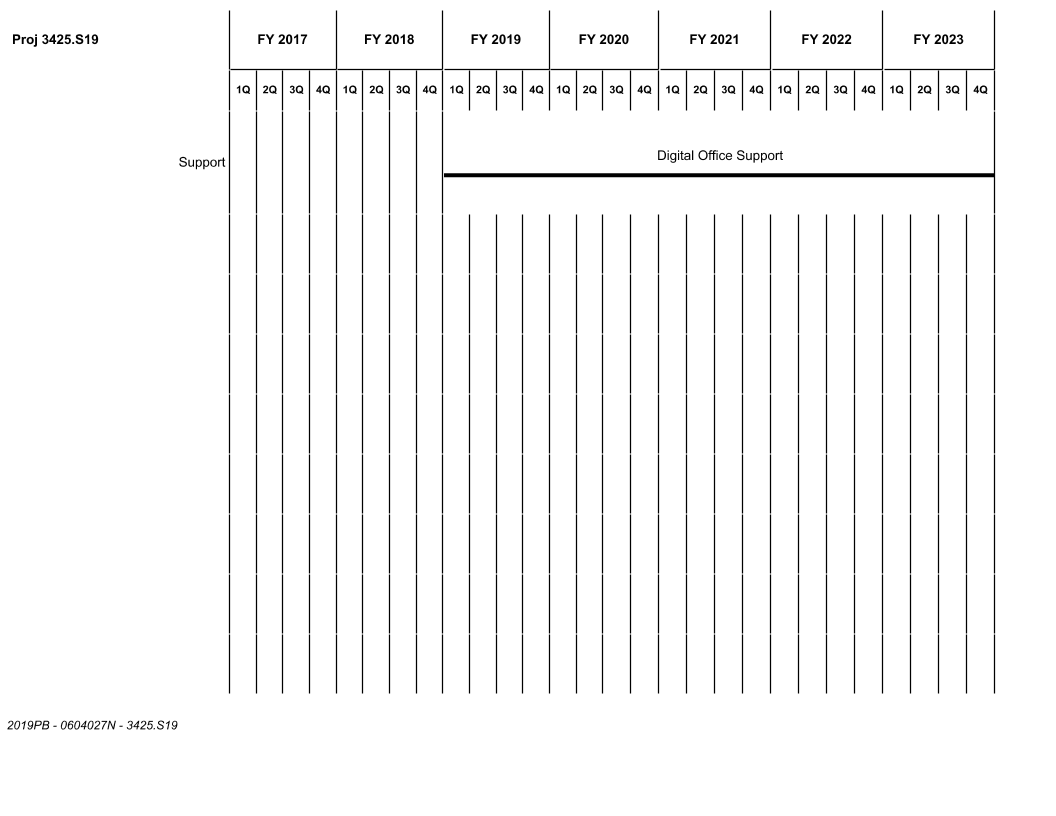 Proj 3425.S19 FY 2017 FY 2018 FY 2019 FY 2020 FY 2021 FY 2022 FY 2023
1Q 2Q 3Q 4Q 1Q 2Q 3Q 4Q 1Q 2Q 3Q 4Q 1Q 2Q 3Q 4Q 1Q 2Q 3Q 4Q 1Q 2Q 3Q 4Q 1Q 2Q 3Q 4Q
Digital Office Support
Support
2019PB - 0604027N - 3425.S19